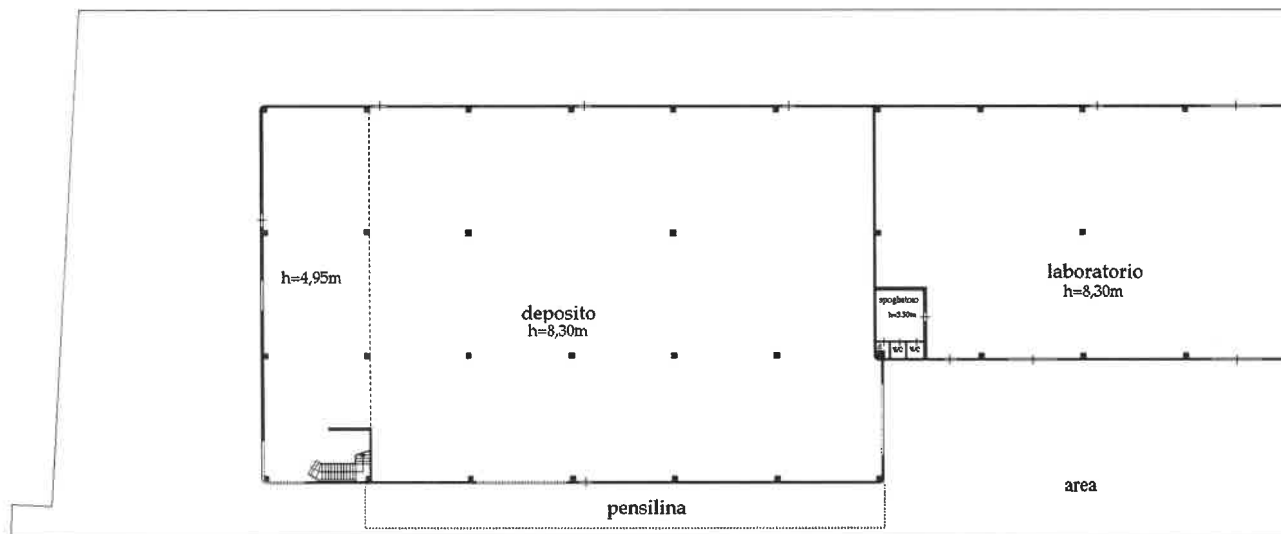 h=4,95m
deposito
h=8,30m
laboratorio
h=8,30m
spogliatoio
wc
wc
pensilina
area